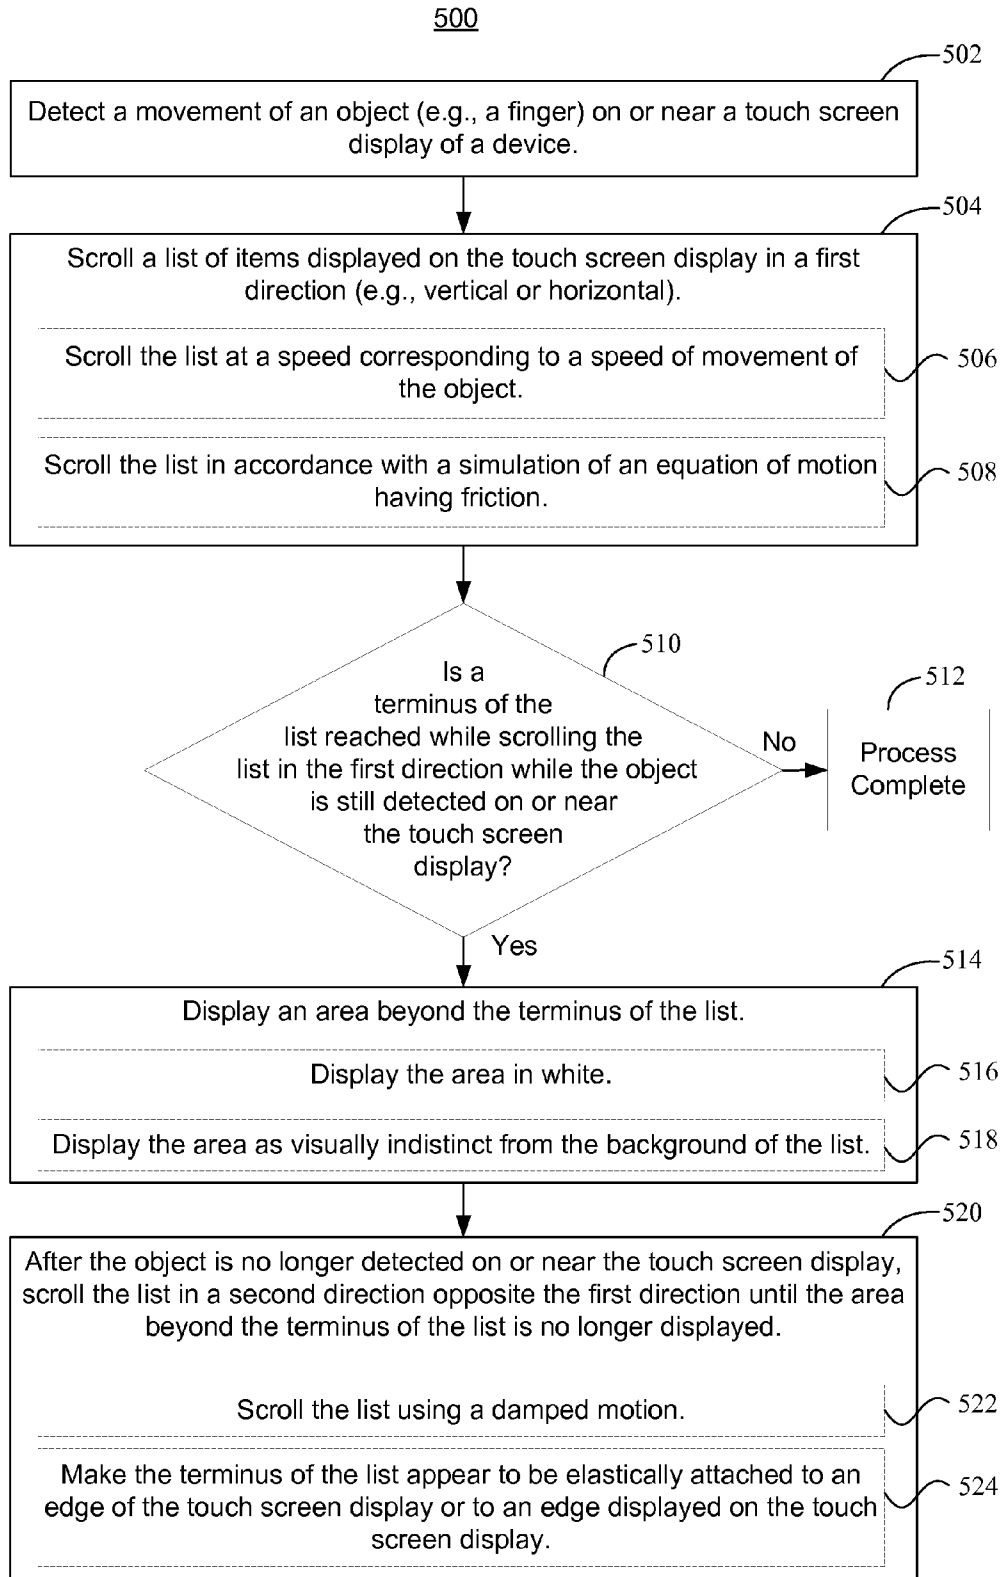 500
502
Detect a movement of an object (e.g., a finger) on or near a touch screen
display of a device.
504
Scroll a list of items displayed on the touch screen display in a first
direction (e.g., vertical or horizontal).
Scroll the list at a speed corresponding to a speed of movement of
the object.
506
Scroll the list in accordance with a simulation of an equation of motion
having friction.
508
510
Is a
terminus of the
list reached while scrolling the
list in the first direction while the object
is still detected on or near
the touch screen
display?
No
512
Process
Complete
Yes
514
Display an area beyond the terminus of the list.
Display the area in white.
516
Display the area as visually indistinct from the background of the list.
518
520
After the object is no longer detected on or near the touch screen display,
scroll the list in a second direction opposite the first direction until the area
beyond the terminus of the list is no longer displayed.
Scroll the list using a damped motion.
522
Make the terminus of the list appear to be elastically attached to an
edge of the touch screen display or to an edge displayed on the touch
screen display.
524